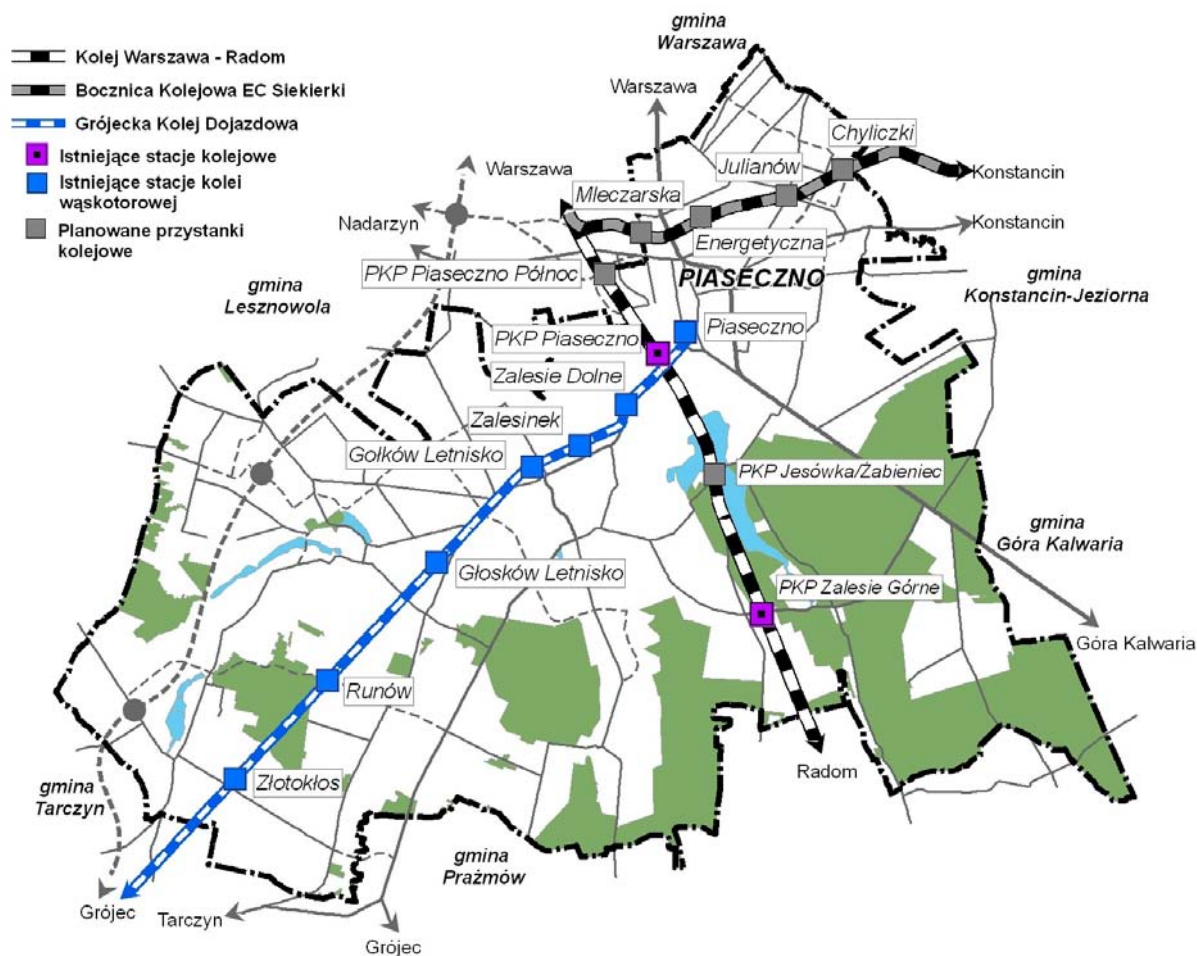 Kolej Warszawa - Radom
Bocznica Kolejowa EC Siekierki
Grójecka Kolej Dojazdowa
Istniejące stacje kolejowe
Istniejące stacje kolei
wąskotorowej
Planowane przystanki
kolejowe
gmina
Warszawa
Warszawa
Chyliczki
Warszawa
Julianów
Konstancin
Mleczarska
Nadarzyn
Konstancin
Energetyczna
PKP Piaseczno Północ
PIASECZNO
gmina
Lesznowola
gmina
Konstancin-Jeziorna
PKP Piaseczno
Piaseczno
Zalesie Dolne
Zalesinek
Gołków Letnisko
PKP Jesówka/Żabieniec
gmina
Góra Kalwaria
Głosków Letnisko
PKP Zalesie Górne
Góra Kalwaria
Runów
Radom
Złotokłos
gmina
Tarczyn
gmina
Prażmów
Grójec
Tarczyn
Grójec